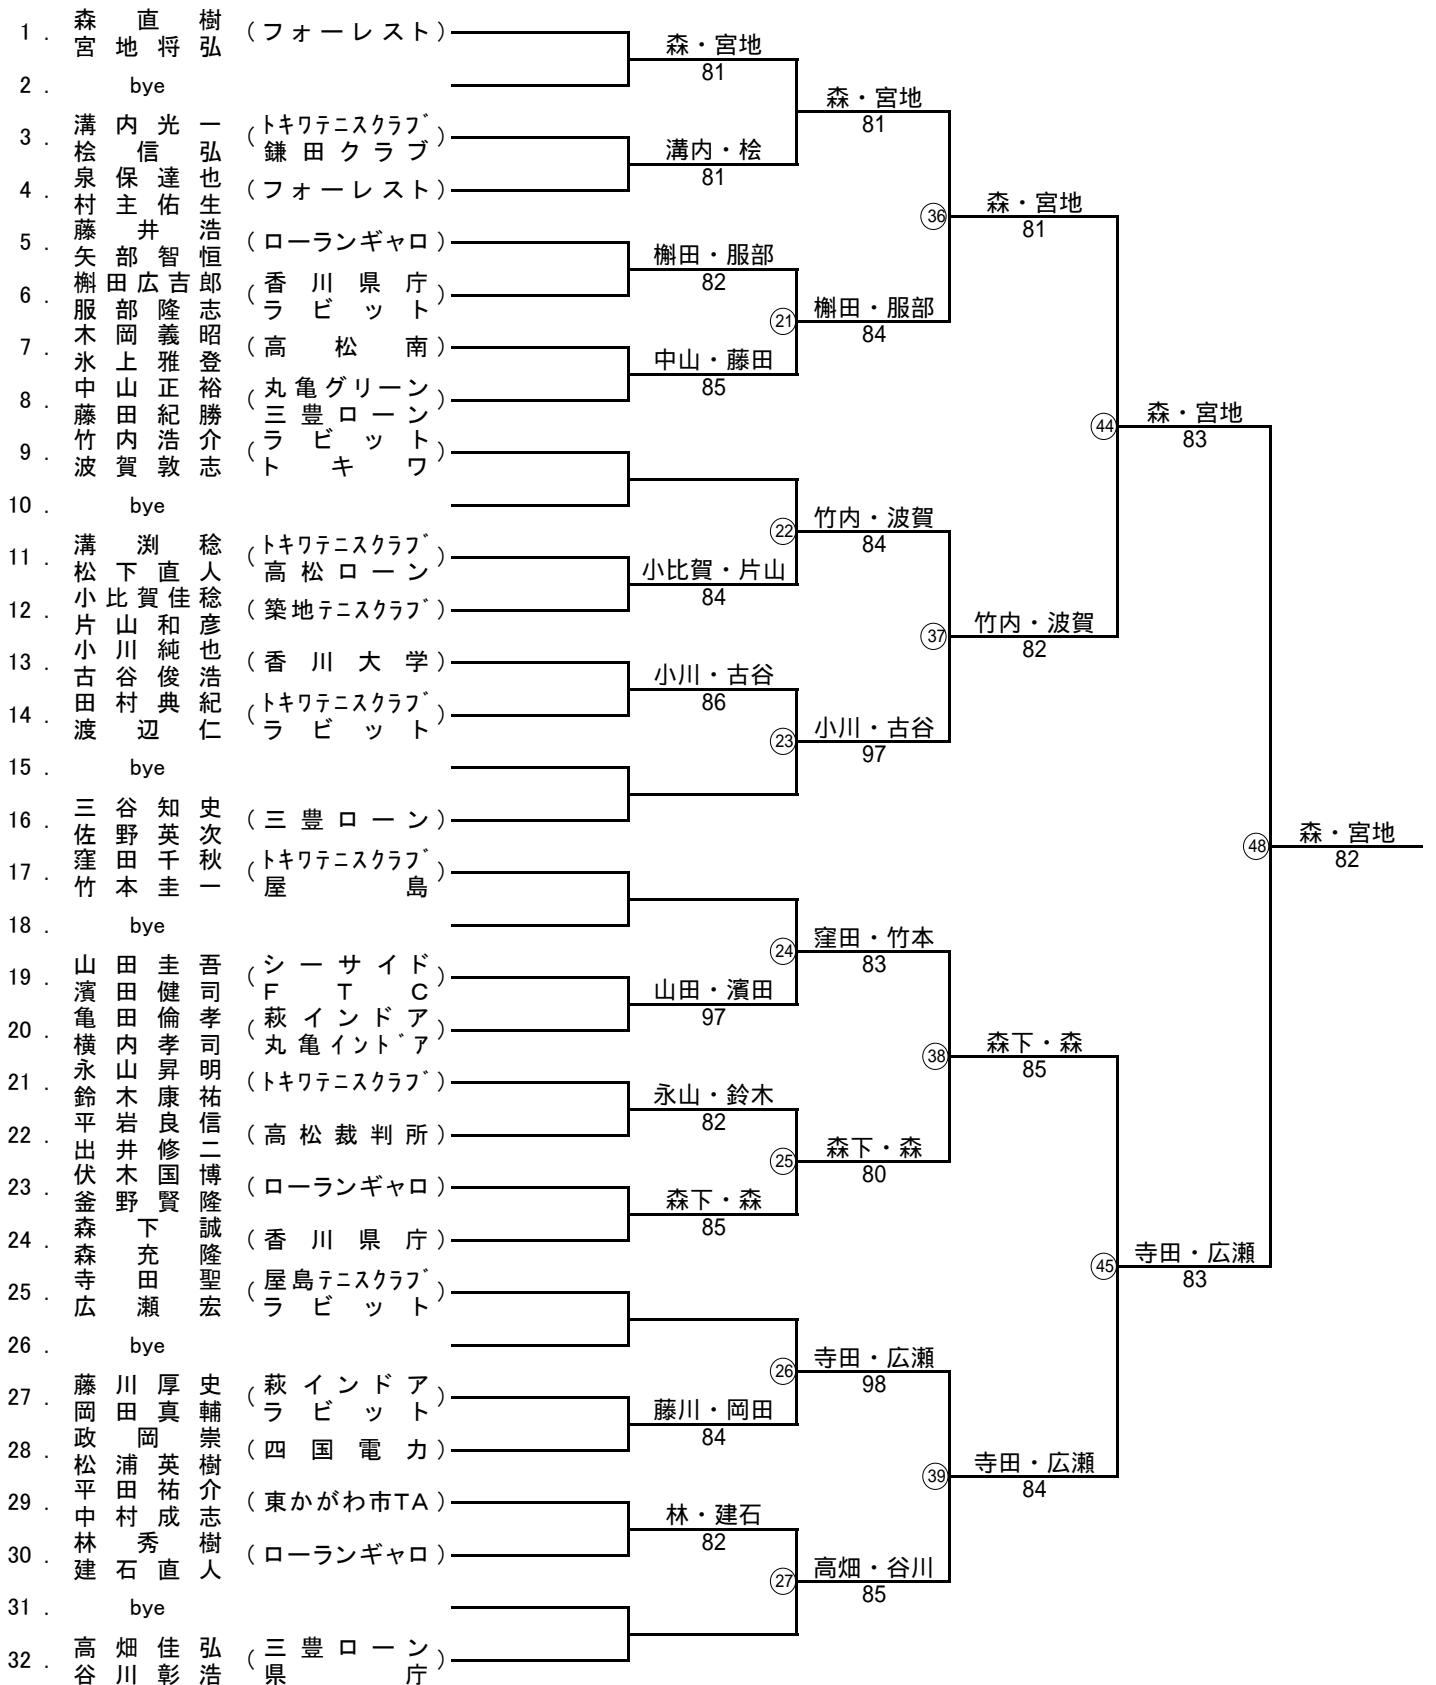 1 . 森 直 樹 (フォーレスト)
宮 地 将 弘
2 . bye
3 . 溝 内 光 一 (トキワテニスクラブ
桧 信 弘 鎌田クラブ)
4 . 泉 保 達 也 (フォーレスト)
村 主 佑 生
5 . 藤 井 浩 (ローランギャロ)
矢 部 智 恒
6 . 槲 田 広 吉 郎 (香 川 県 庁
服 部 隆 志 ラ ビ ッ ト)
7 . 木 岡 義 昭 (高 松 南)
氷 上 雅 登
8 . 中 山 正 裕 (丸亀グリーン
藤 田 紀 勝 三豊ローン)
9 . 竹 内 浩 介 (ラ ビ ッ ト
波 賀 敦 志 ト キ ワ)
10 . bye
11 . 溝 渕 稔 (トキワテニスクラブ
松 下 直 人 高松ローン)
12 . 小 比 賀 佳 稔 (築地テニスクラブ)
片 山 和 彦
13 . 小 川 純 也 (香 川 大 学)
古 谷 俊 浩
14 . 田 村 典 紀 (トキワテニスクラブ
渡 辺 仁 ラ ビ ッ ト)
15 . bye
16 . 三 谷 知 史 (三豊ローン)
佐 野 英 次
17 . 窪 田 千 秋 (トキワテニスクラブ
竹 本 圭 一 屋 島)
18 . bye
19 . 山 田 圭 吾 (シーサイド
濱 田 健 司 F T C)
20 . 亀 田 倫 孝 (萩インドア
横 内 孝 司 丸亀インドア)
21 . 永 山 昇 明 (トキワテニスクラブ)
鈴 木 康 祐
22 . 平 岩 良 信 (高松裁判所)
出 井 修 二
23 . 伏 木 国 博 (ローランギャロ)
釜 野 賢 隆
24 . 森 下 誠 (香 川 県 庁)
森 充 隆
25 . 寺 田 聖 (屋島テニスクラブ
広 瀬 宏 ラ ビ ッ ト)
26 . bye
27 . 藤 川 厚 史 (萩インドア
岡 田 真 輔 ラ ビ ッ ト)
28 . 政 岡 崇 (四 国 電 力)
松 浦 英 樹
29 . 平 田 祐 介 (東かがわ市TA)
中 村 成 志
30 . 林 秀 樹 (ローランギャロ)
建 石 直 人
31 . bye
32 . 高 畑 佳 弘 (三豊ローン
谷 川 彰 浩 県 庁)
森・宮地
81
溝内・桧
81
槲田・服部
82
中山・藤田
85
小比賀・片山
84
小川・古谷
86
山田・濱田
97
永山・鈴木
82
森下・森
85
藤川・岡田
84
林・建石
82
森・宮地
81
21 槲田・服部
84
22 竹内・波賀
84
23 小川・古谷
97
24 窪田・竹本
83
25 森下・森
80
26 寺田・広瀬
98
27 高畑・谷川
85
36 森・宮地
81
37 竹内・波賀
82
38 森下・森
85
39 寺田・広瀬
84
44 森・宮地
83
45 寺田・広瀬
83
48 森・宮地
82